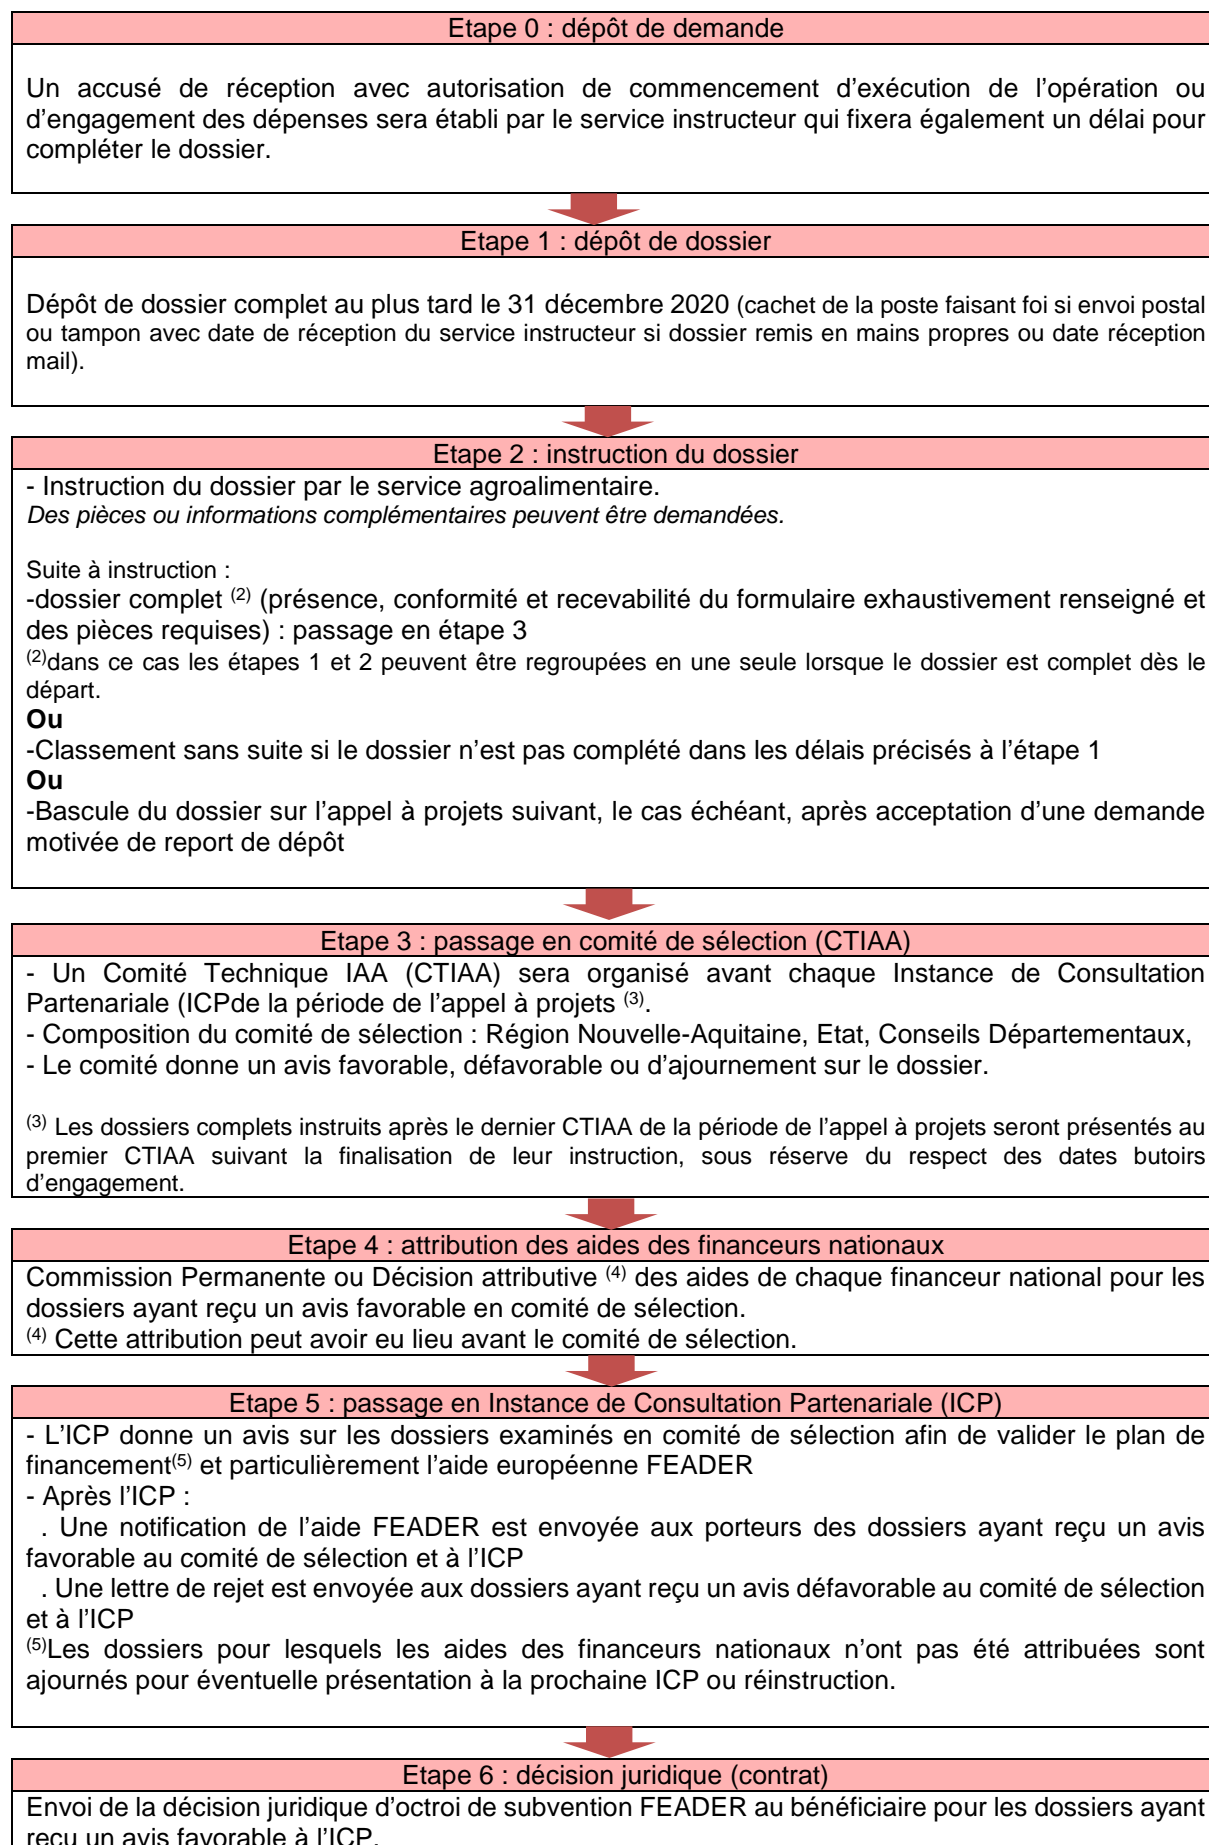 Etape 0 : dépôt de demande
Un accusé de réception avec autorisation de commencement d’exécution de l’opération ou
d’engagement des dépenses sera établi par le service instructeur qui fixera également un délai pour
compléter le dossier.
Etape 1 : dépôt de dossier
Dépôt de dossier complet au plus tard le 31 décembre 2020 (cachet de la poste faisant foi si envoi postal
ou tampon avec date de réception du service instructeur si dossier remis en mains propres ou date réception
mail).
Etape 2 : instruction du dossier
- Instruction du dossier par le service agroalimentaire.
Des pièces ou informations complémentaires peuvent être demandées.
Suite à instruction :
-dossier complet (2) (présence, conformité et recevabilité du formulaire exhaustivement renseigné et
des pièces requises) : passage en étape 3
(2)dans ce cas les étapes 1 et 2 peuvent être regroupées en une seule lorsque le dossier est complet dès le
départ.
Ou
-Classement sans suite si le dossier n’est pas complété dans les délais précisés à l’étape 1
Ou
-Bascule du dossier sur l’appel à projets suivant, le cas échéant, après acceptation d’une demande
motivée de report de dépôt
Etape 3 : passage en comité de sélection (CTIAA)
- Un Comité Technique IAA (CTIAA) sera organisé avant chaque Instance de Consultation
Partenariale (ICPde la période de l’appel à projets (3).
- Composition du comité de sélection : Région Nouvelle-Aquitaine, Etat, Conseils Départementaux,
- Le comité donne un avis favorable, défavorable ou d’ajournement sur le dossier.
(3) Les dossiers complets instruits après le dernier CTIAA de la période de l’appel à projets seront présentés au
premier CTIAA suivant la finalisation de leur instruction, sous réserve du respect des dates butoirs
d’engagement.
Etape 4 : attribution des aides des financeurs nationaux
Commission Permanente ou Décision attributive (4) des aides de chaque financeur national pour les
dossiers ayant reçu un avis favorable en comité de sélection.
(4) Cette attribution peut avoir eu lieu avant le comité de sélection.
Etape 5 : passage en Instance de Consultation Partenariale (ICP)
- L’ICP donne un avis sur les dossiers examinés en comité de sélection afin de valider le plan de
financement(5) et particulièrement l’aide européenne FEADER
- Après l’ICP :
. Une notification de l’aide FEADER est envoyée aux porteurs des dossiers ayant reçu un avis
favorable au comité de sélection et à l’ICP
. Une lettre de rejet est envoyée aux dossiers ayant reçu un avis défavorable au comité de sélection
et à l’ICP
(5)Les dossiers pour lesquels les aides des financeurs nationaux n’ont pas été attribuées sont
ajournés pour éventuelle présentation à la prochaine ICP ou réinstruction.
Etape 6 : décision juridique (contrat)
Envoi de la décision juridique d’octroi de subvention FEADER au bénéficiaire pour les dossiers ayant
reçu un avis favorable à l’ICP.